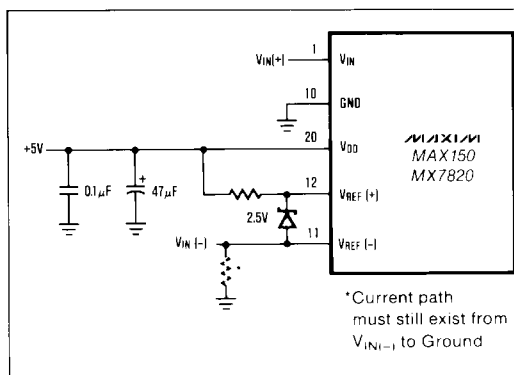 1
VIN(+)
VIN
10
GND
20
+5V
VDD
MAXIM
MAX150
MX7820
0.1µF
+
47µF
12
VREF (+)
2.5V
11
VIN(-)
VREF (-)
*
*Current path
must still exist from
VIN(-) to Ground